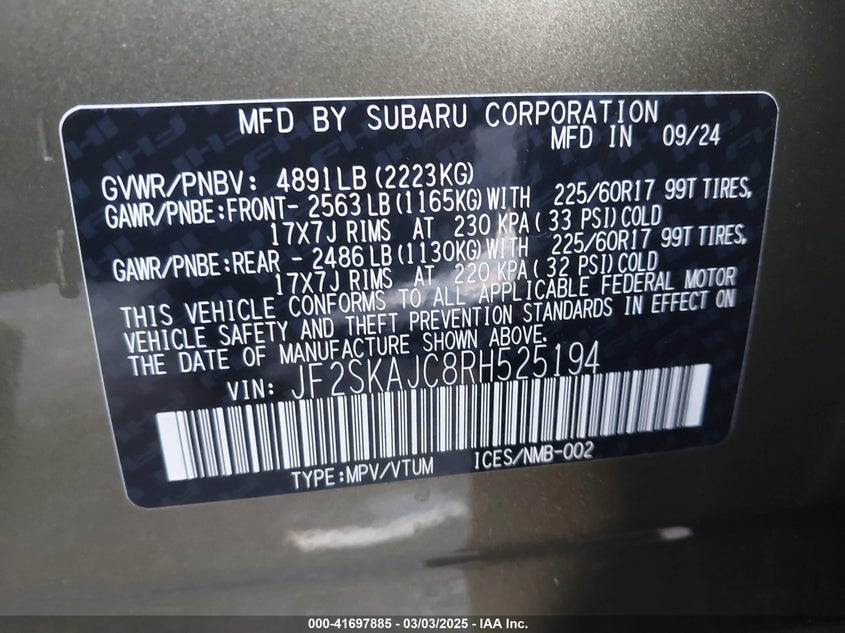 MFD BY SUBARU CORPORATION
MFD IN 09/24
GVWR/PNBV: 4891LB(2223KG)
GAWR/PNBE:FRONT- 2563LB(1165KG)WITH 225/60R17 99T TIRES,
17X7J RIMS AT 230 KPA(33 PSI)COLD
GAWR/PNBE:REAR - 2486LB(1130KG)WITH 225/60R17 99T TIRES,
17X7J RIMS AT 220 KPA(32 PSI)COLD
THIS VEHICLE CONFORMS TO ALL APPLICABLE FEDERAL MOTOR
VEHICLE SAFETY AND THEFT PREVENTION STANDARDS IN EFFECT ON
THE DATE OF MANUFACTURE SHOWN ABOVE.
VIN: JF2SKAJC8RH525194
TYPE:MPV/VTUM ICES/NMB-002
000-41697885 — 03/03/2025 — IAA Inc.